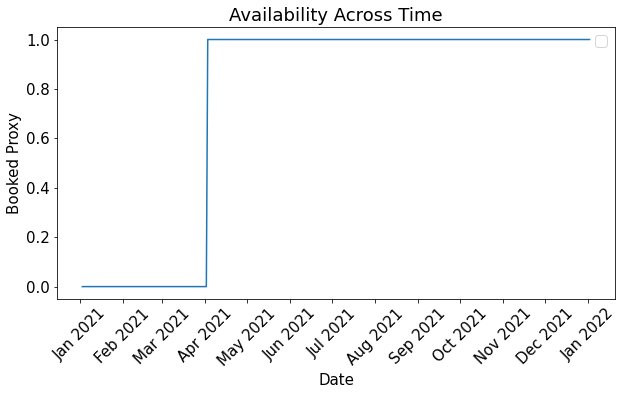 Availability Across Time
1.0
0.8
0.6
0.4
0.2
0.0
Booked Proxy
Jan 2021
Feb 2021
Mar 2021
Apr 2021
May 2021
Jun 2021
Jul 2021
Aug 2021
Sep 2021
Oct 2021
Nov 2021
Dec 2021
Jan 2022
Date